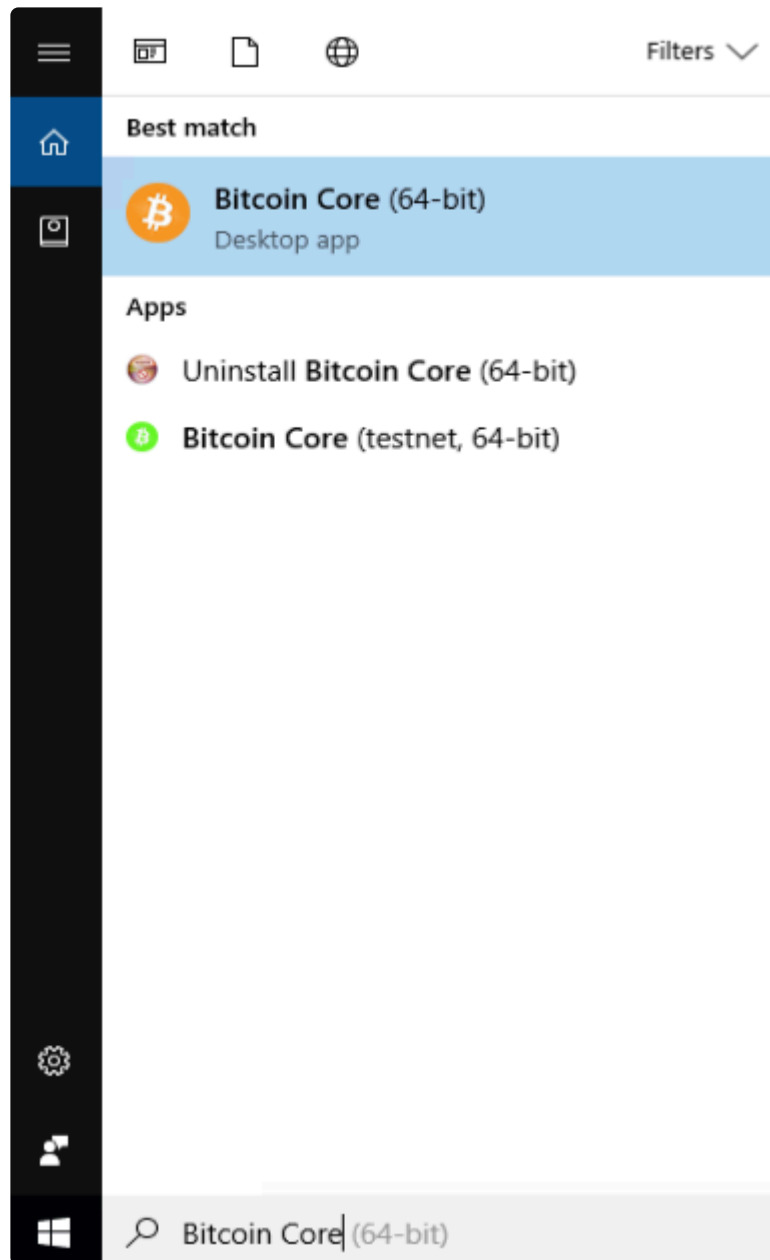 Filters
Best match
Bitcoin Core (64-bit)
Desktop app
Apps
Uninstall Bitcoin Core (64-bit)
Bitcoin Core (testnet, 64-bit)
Bitcoin Core (64-bit)